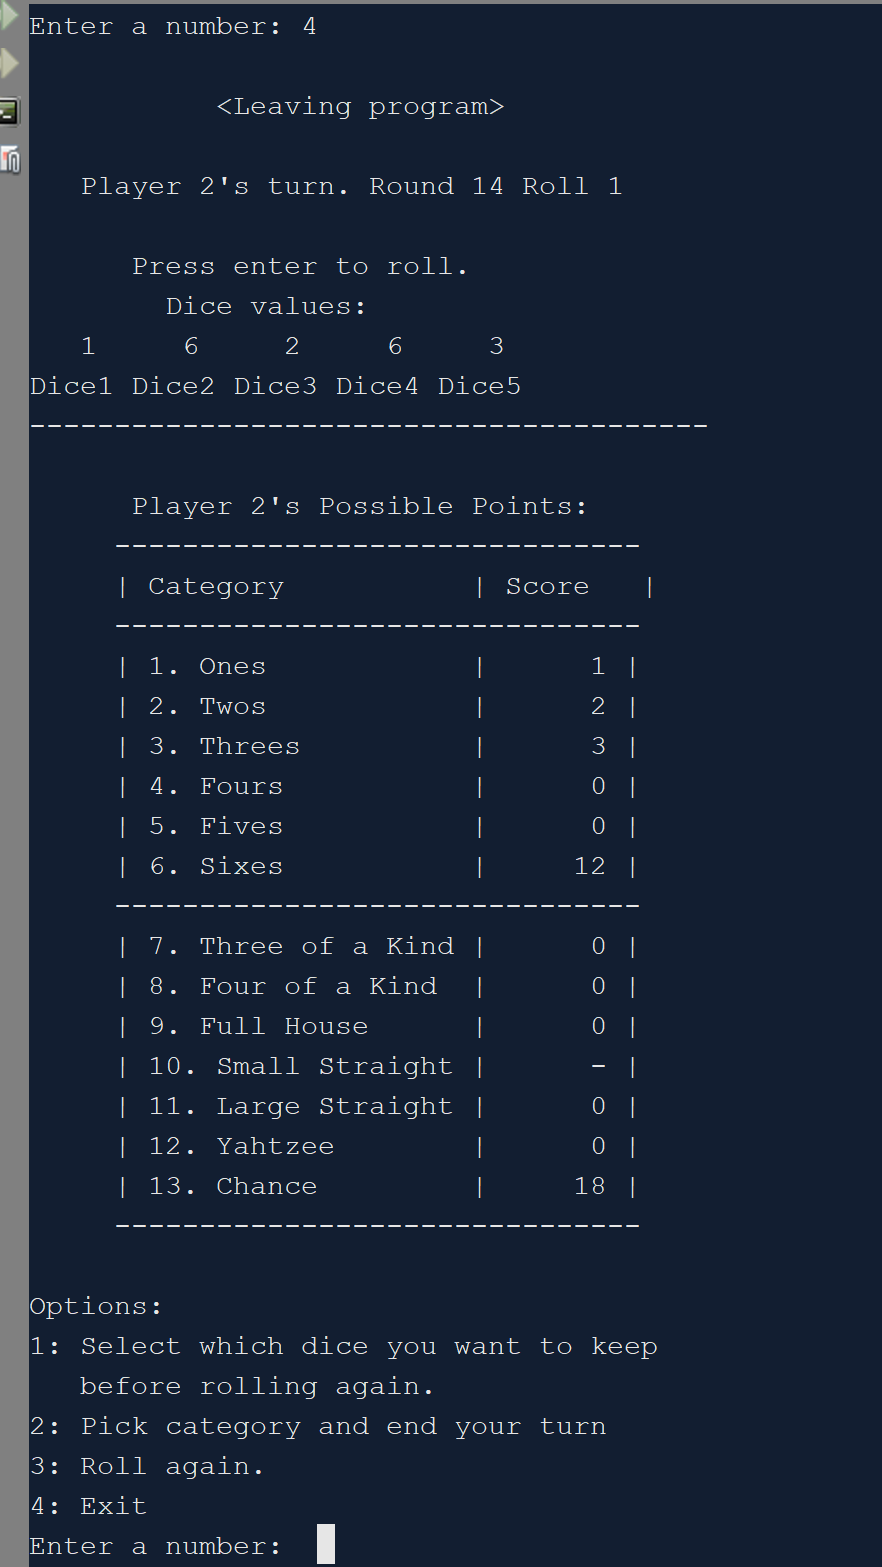 Enter a number: 4
<Leaving program>
Player 2's turn. Round 14 Roll 1
Press enter to roll.
Dice values:
1 6 2 6 3
Dice1 Dice2 Dice3 Dice4 Dice5
----------------------------------------
Player 2's Possible Points:
-------------------------------
| Category | Score |
-------------------------------
| 1. Ones | 1 |
| 2. Twos | 2 |
| 3. Threes | 3 |
| 4. Fours | 0 |
| 5. Fives | 0 |
| 6. Sixes | 12 |
-------------------------------
| 7. Three of a Kind | 0 |
| 8. Four of a Kind | 0 |
| 9. Full House | 0 |
| 10. Small Straight | - |
| 11. Large Straight | 0 |
| 12. Yahtzee | 0 |
| 13. Chance | 18 |
-------------------------------
Options:
1: Select which dice you want to keep
before rolling again.
2: Pick category and end your turn
3: Roll again.
4: Exit
Enter a number: